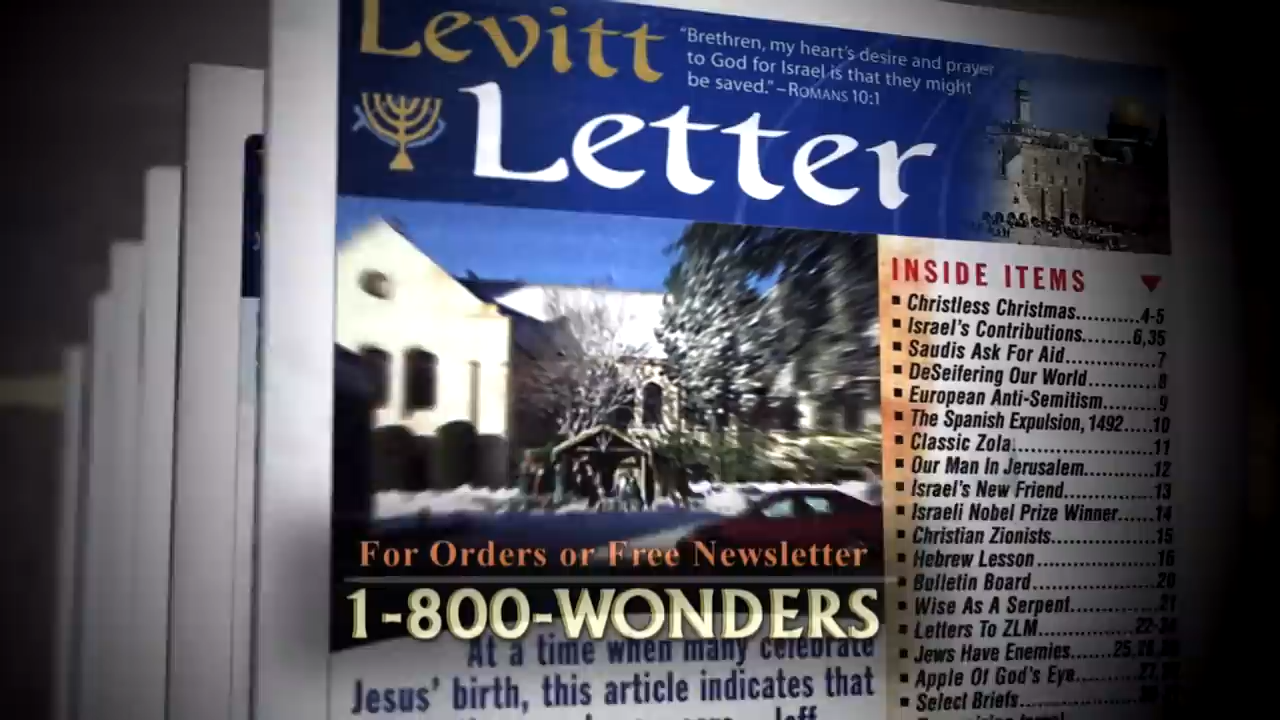 Levitt
Letter
"Brethren, my heart's desire and prayer
to God for Israel is that they might
be saved." – ROMANS 10:1
INSIDE ITEMS
Christless Christmas...........4-5
Israel's Contributions........6,35
Saudis Ask For Aid...............7
DeSeifering Our World...........8
European Anti-Semitism.........9
The Spanish Expulsion, 1492.....10
Classic Zola.......................11
Our Man In Jerusalem............12
Israel's New Friend...............13
Israeli Nobel Prize Winner......14
Christian Zionists................15
Hebrew Lesson...................16
Bulletin Board....................20
Wise As A Serpent................21
Letters To ZLM................
Jews Have Enemies.......
Apple Of God's Eye.........
Select Briefs..................
For Orders or Free Newsletter
1-800-WONDERS
At a time when many celebrate
Jesus' birth, this article indicates that